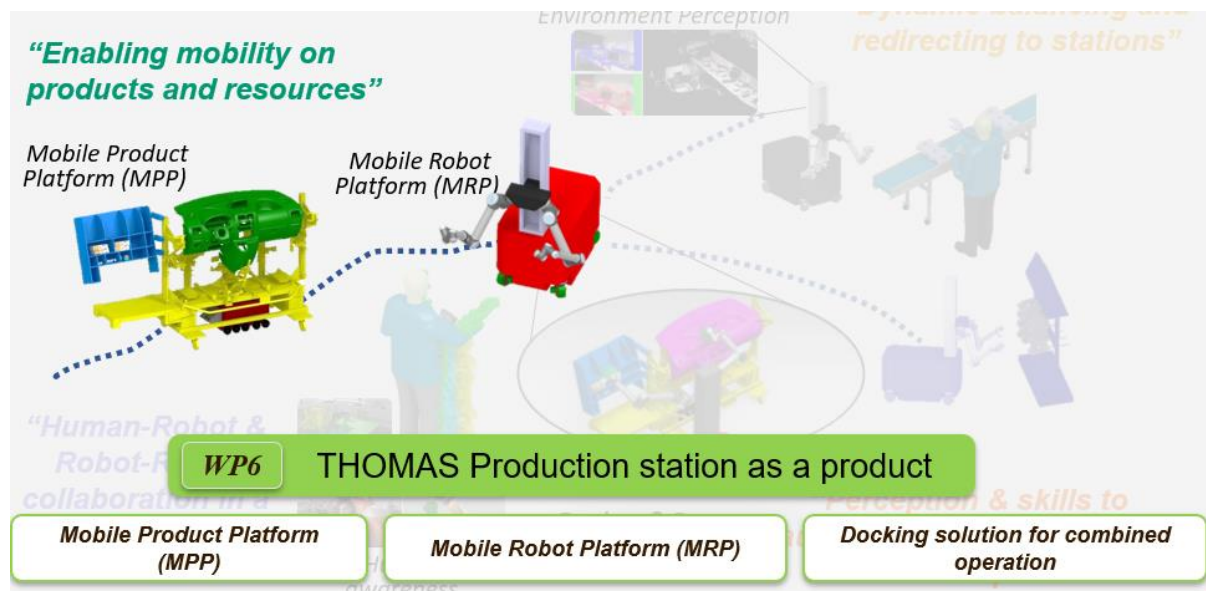 Environment Perception
Dynamic balancing and
redirecting to stations”
“Enabling mobility on
products and resources”
Mobile Product
Platform (MPP)
Mobile Robot
Platform (MRP)
“Human-Robot &
collaboration in a
WP6 THOMAS Production station as a product
Perception & skills to
Mobile Product Platform
(MPP)
Mobile Robot Platform (MRP)
Docking solution for combined
operation
awareness